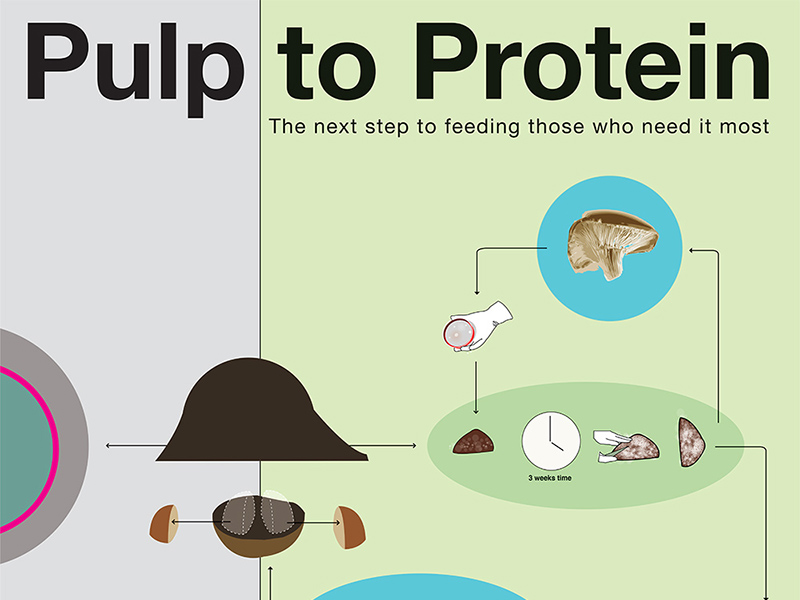 Pulp to Protein
The next step to feeding those who need it most
3 weeks time